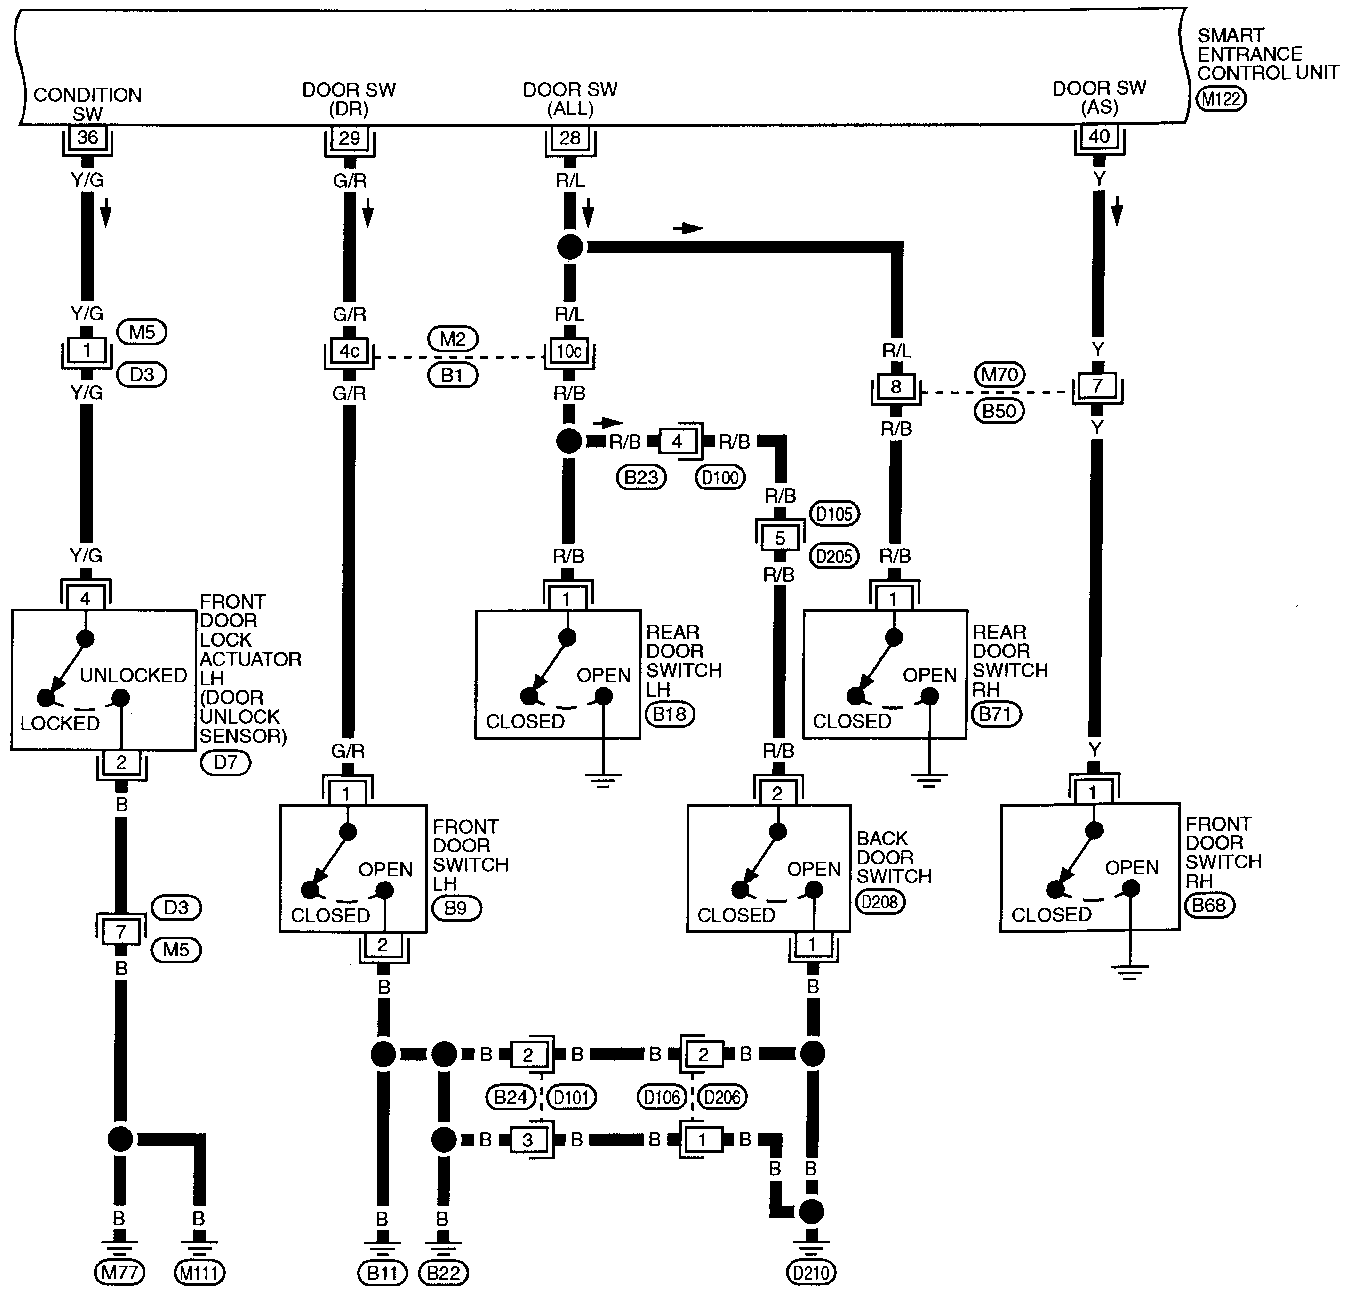 SMART
ENTRANCE
CONTROL UNIT
M122
CONDITION
SW
DOOR SW
(DR)
DOOR SW
(ALL)
DOOR SW
(AS)
36
29
28
40
Y/G
G/R
R/L
Y
Y/G
G/R
R/L
1
M5
D3
4c
M2
B1
10c
R/L
Y
8
M70
B50
7
Y/G
G/R
R/B
R/B
Y
R/B
4
R/B
B23
D100
R/B
D105
5
D205
R/B
Y/G
R/B
R/B
4
1
1
FRONT
DOOR
LOCK
ACTUATOR
LH
(DOOR
UNLOCK
SENSOR)
D7
UNLOCKED
LOCKED
REAR
DOOR
SWITCH
LH
B18
OPEN
CLOSED
REAR
DOOR
SWITCH
RH
B71
OPEN
CLOSED
2
B
G/R
R/B
Y
1
2
1
FRONT
DOOR
SWITCH
LH
B9
OPEN
CLOSED
BACK
DOOR
SWITCH
D208
OPEN
CLOSED
FRONT
DOOR
SWITCH
RH
B68
OPEN
CLOSED
D3
7
M5
B
2
B
1
B
B
2
B
B
2
B
B24
D101
D106
D206
B
3
B
B
1
B
B
B
B
B
B
B
M77
M111
B11
B22
D210